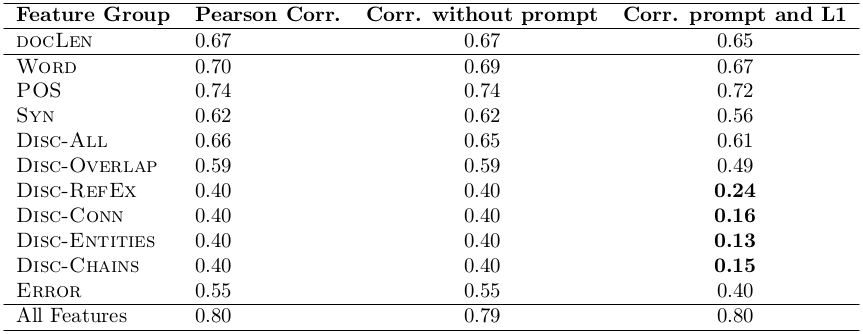 Feature Group Pearson Corr. Corr. without prompt Corr. prompt and L1
docLen 0.67 0.67 0.65
Word 0.70 0.69 0.67
POS 0.74 0.74 0.72
Syn 0.62 0.62 0.56
Disc-All 0.66 0.65 0.61
Disc-Overlap 0.59 0.59 0.49
Disc-RefEx 0.40 0.40 0.24
Disc-Conn 0.40 0.40 0.16
Disc-Entities 0.40 0.40 0.13
Disc-Chains 0.40 0.40 0.15
Error 0.55 0.55 0.40
All Features 0.80 0.79 0.80